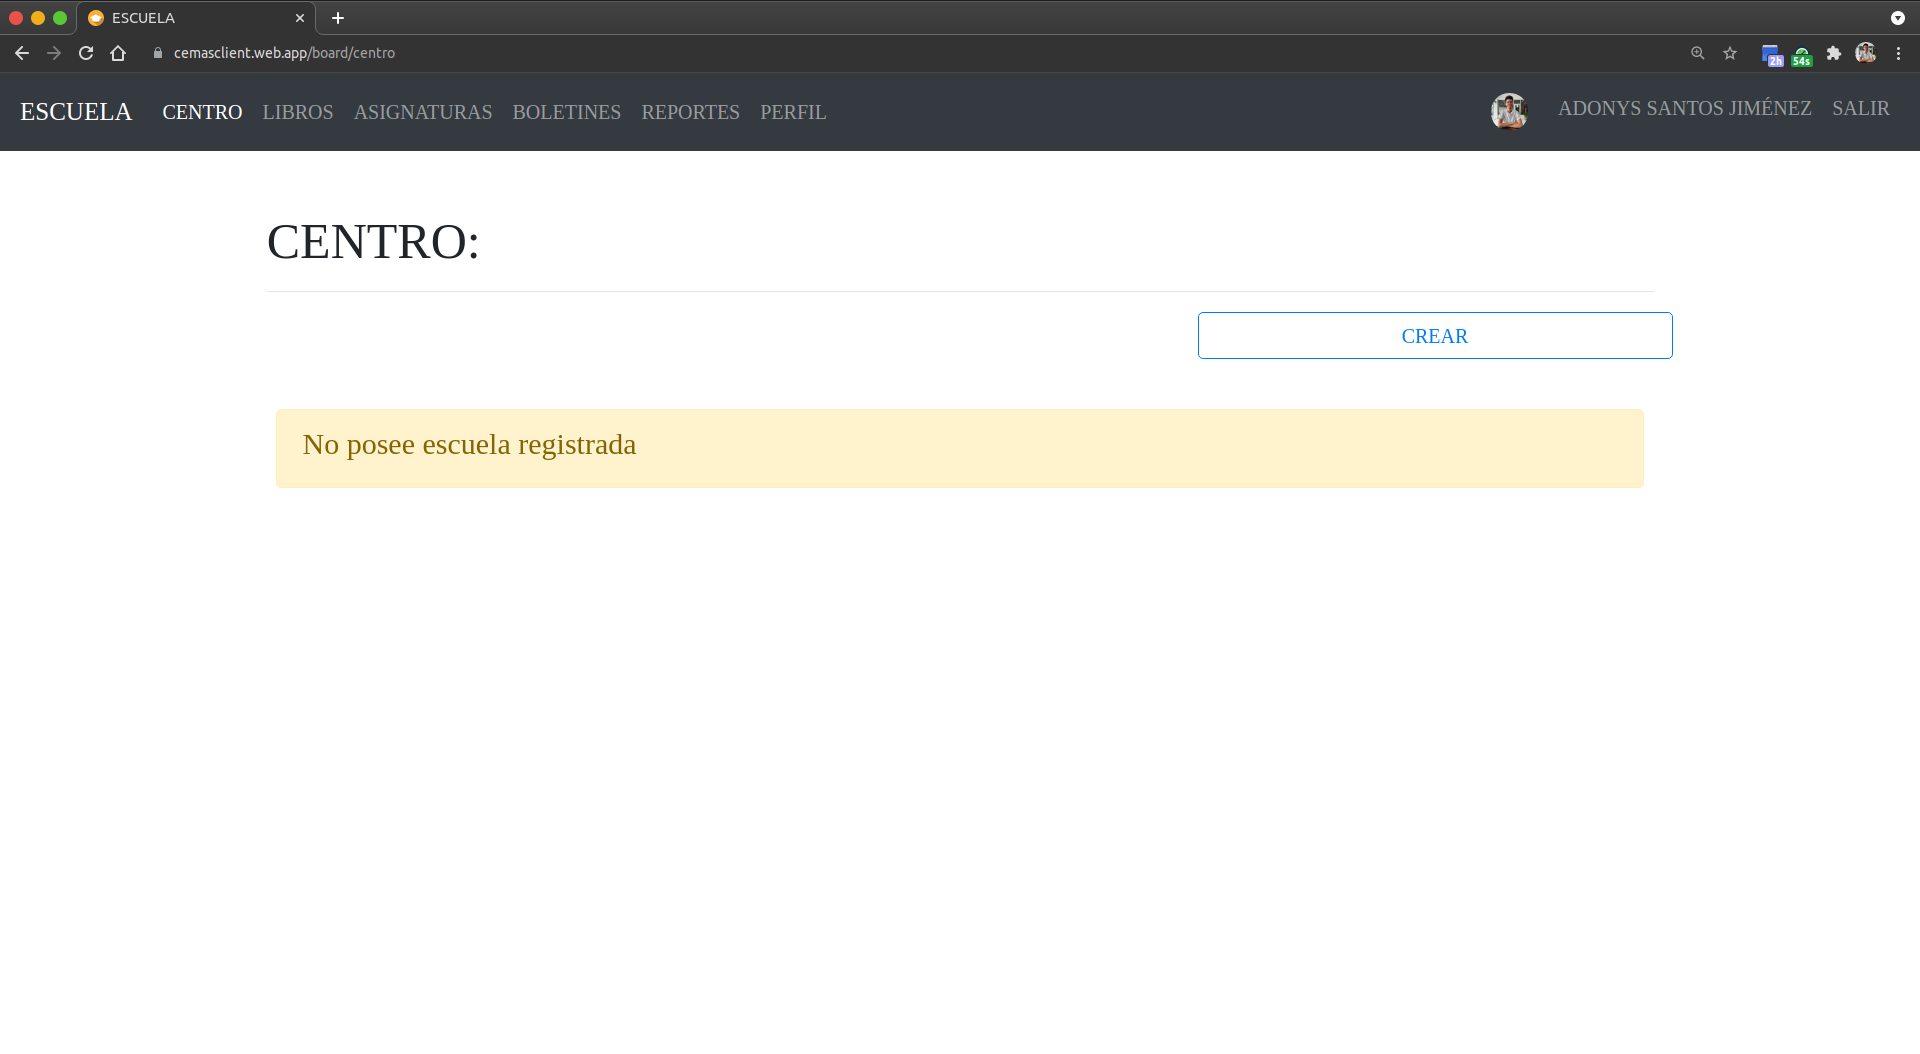 ESCUELA
cemasclient.web.app/board/centro
2h
54s
ESCUELA CENTRO LIBROS ASIGNATURAS BOLETINES REPORTES PERFIL ADONYS SANTOS JIMÉNEZ SALIR
CENTRO:
CREAR
No posee escuela registrada